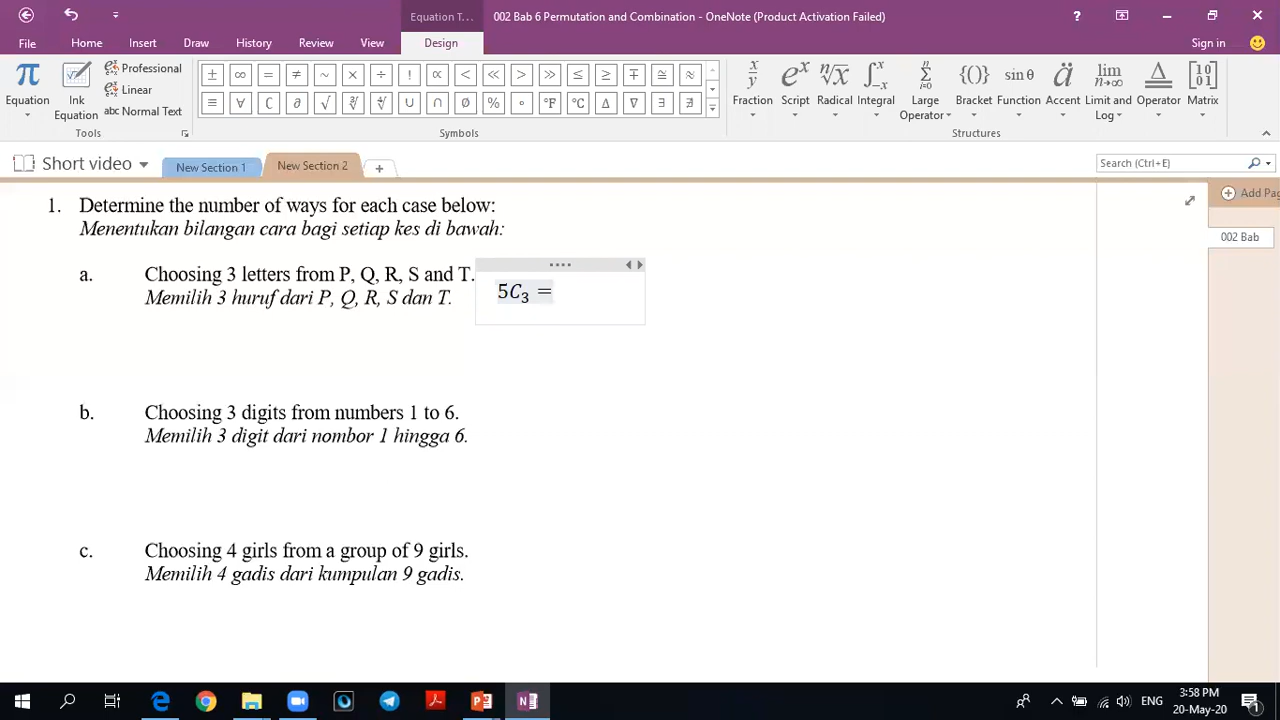 Equation T... 002 Bab 6 Permutation and Combination - OneNote (Product Activation Failed) ?
File Home Insert Draw History Review View Design Sign in
π Equation
Ink Equation
Professional
Linear
abc Normal Text
Tools
± ∞ = ≠ ~ × ÷ ! ∝ < ≪ > ≫ ≤ ≥ ∓ ≅ ≈
≡ ∀ ∁ ∂ √ ∛ ∜ ∪ ∩ ∅ % ° °F °C ∆ ∇ ∃ ∄
Symbols
Fraction Script Radical Integral Large Operator Bracket Function Accent Limit and Log Operator Matrix
Structures
Short video New Section 1 New Section 2 + Search (Ctrl+E)
Add Pag
002 Bab
1. Determine the number of ways for each case below:
Menentukan bilangan cara bagi setiap kes di bawah:
a. Choosing 3 letters from P, Q, R, S and T.
Memilih 3 huruf dari P, Q, R, S dan T.
5C₃ =
b. Choosing 3 digits from numbers 1 to 6.
Memilih 3 digit dari nombor 1 hingga 6.
c. Choosing 4 girls from a group of 9 girls.
Memilih 4 gadis dari kumpulan 9 gadis.
ENG 3:58 PM
20-May-20